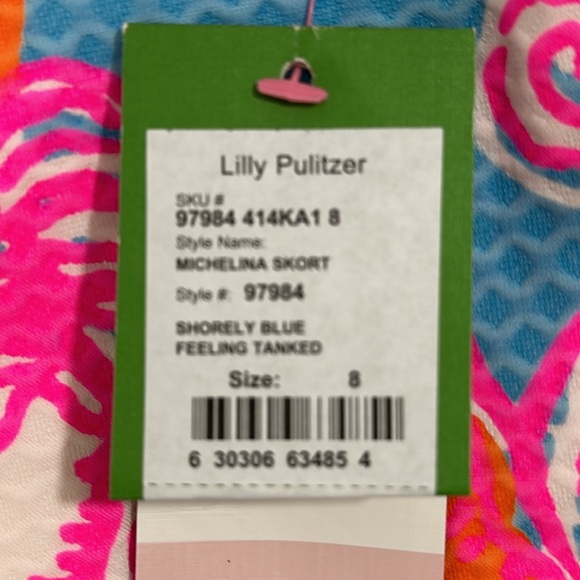 Lilly Pulitzer
SKU #
97984 414KA1 8
Style Name:
MICHELINA SKORT
Style #: 97984
SHORELY BLUE
FEELING TANKED
Size: 8
6 30306 63485 4